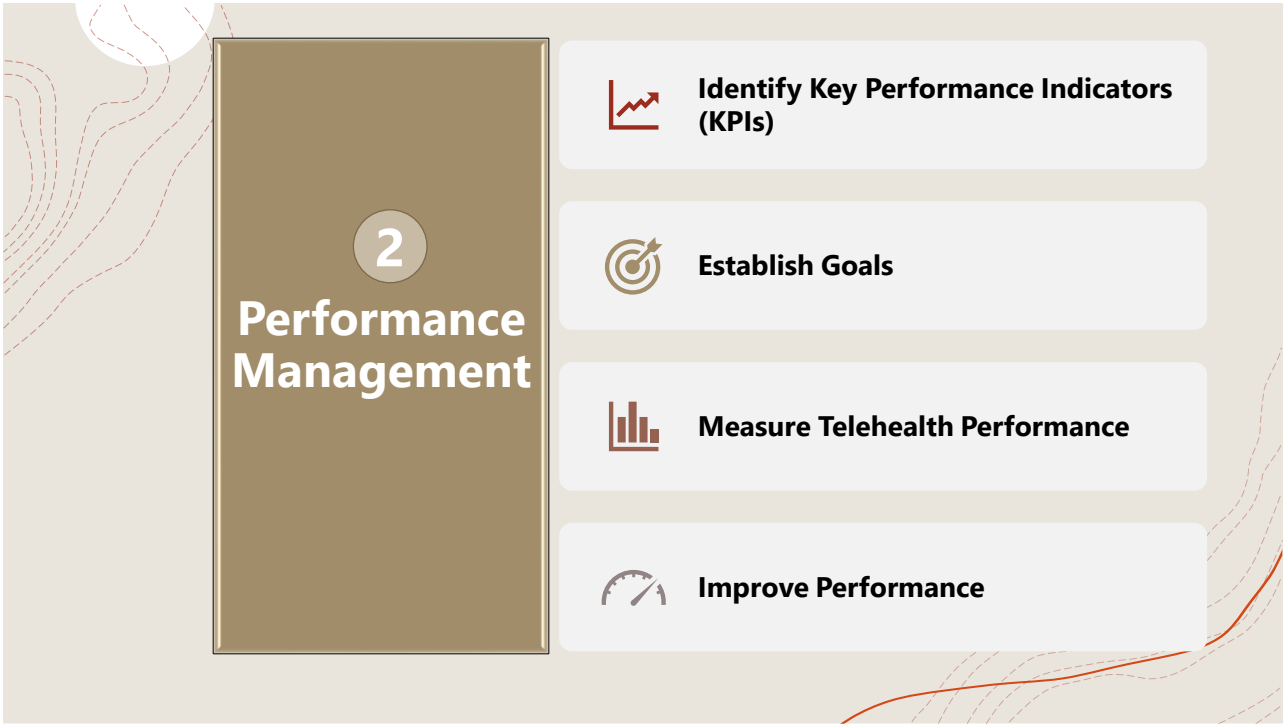 2
Performance
Management
Identify Key Performance Indicators
(KPIs)
Establish Goals
Measure Telehealth Performance
Improve Performance